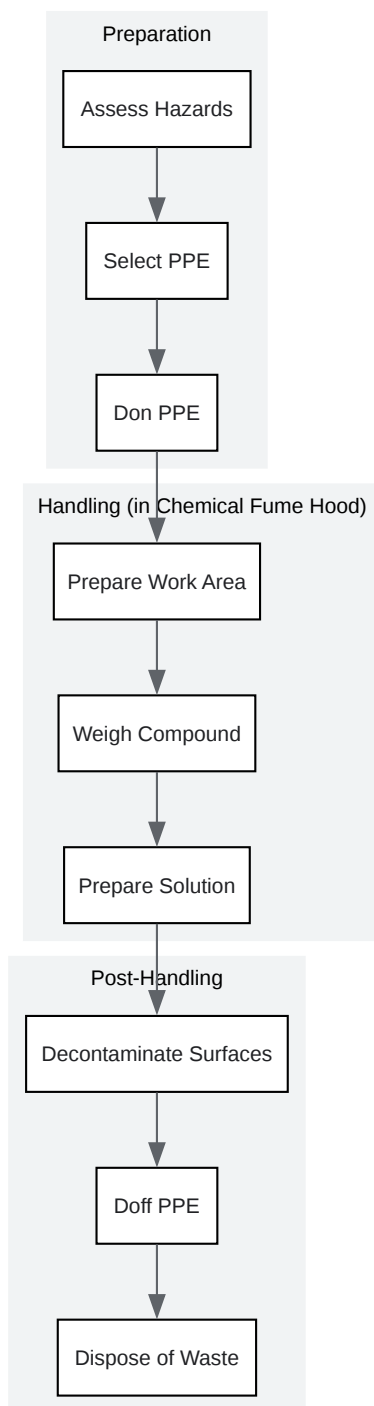 Preparation
Assess Hazards
Select PPE
Don PPE
Handling (in Chemical Fume Hood)
Prepare Work Area
Weigh Compound
Prepare Solution
Post-Handling
Decontaminate Surfaces
Doff PPE
Dispose of Waste